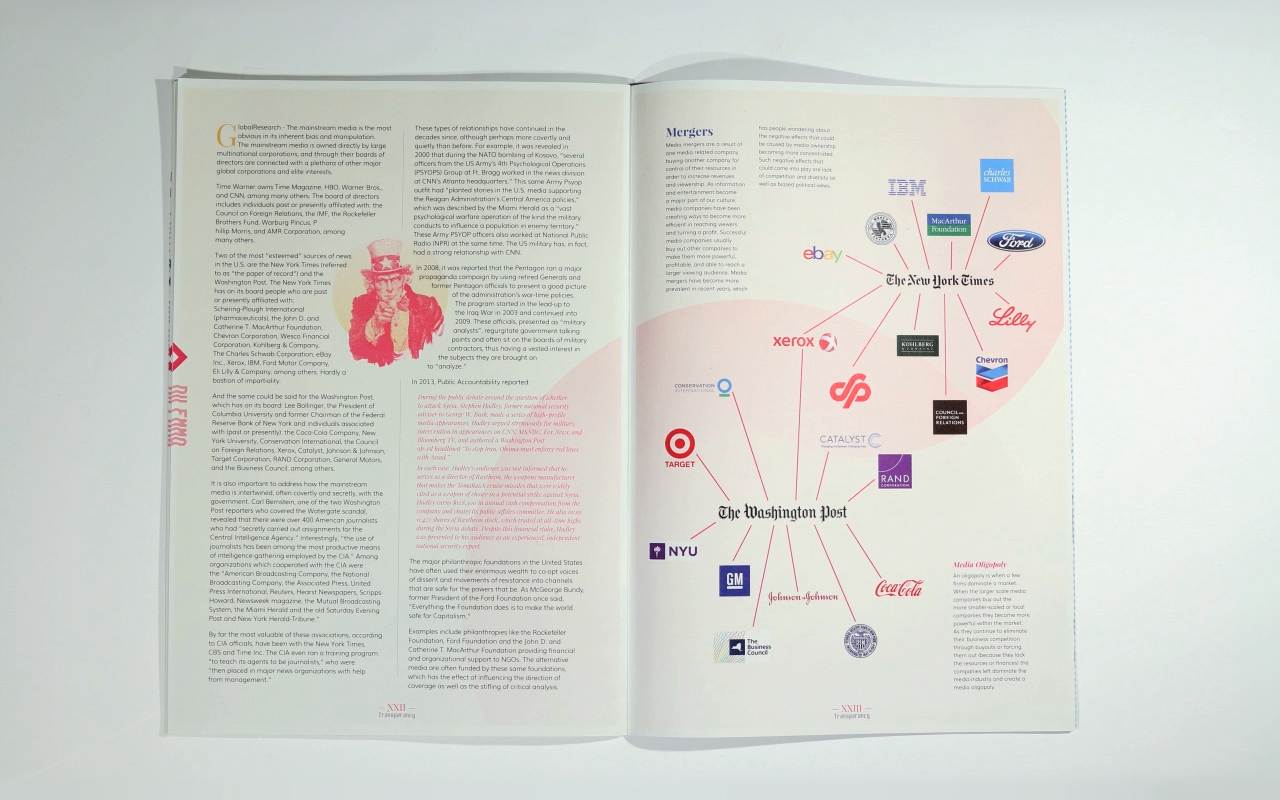 GlobalResearch - The mainstream media is the most
obvious in its inherent bias and manipulation.
The mainstream media is owned directly by large
multinational corporations, and through their boards of
directors are connected with a plethora of other major
global corporations and elite interests.
Time Warner owns Time Magazine, HBO, Warner Bros.,
and CNN, among many others. The board of directors
includes individuals past or presently affiliated with: the
Council on Foreign Relations, the IMF, the Rockefeller
Brothers Fund, Warburg Pincus, P
hillip Morris, and AMR Corporation, among
many others.
Two of the most "esteemed" sources of news
in the U.S. are the New York Times (referred
to as "the paper of record") and the
Washington Post. The New York Times
has on its board people who are past
or presently affiliated with:
Schering-Plough International
(pharmaceuticals), the John D. and
Catherine T. MacArthur Foundation,
Chevron Corporation, Wesco Financial
Corporation, Kohlberg & Company,
The Charles Schwab Corporation, eBay
Inc., Xerox, IBM, Ford Motor Company,
Eli Lilly & Company, among others. Hardly a
bastion of impartiality.
And the same could be said for the Washington Post,
which has on its board: Lee Bollinger, the President of
Columbia University and former Chairman of the Federal
Reserve Bank of New York and individuals associated
with (past or presently): the Coca-Cola Company, New
York University, Conservation International, the Council
on Foreign Relations, Xerox, Catalyst, Johnson & Johnson,
Target Corporation, RAND Corporation, General Motors,
and the Business Council, among others.
It is also important to address how the mainstream
media is intertwined, often covertly and secretly, with the
government. Carl Bernstein, one of the two Washington
Post reporters who covered the Watergate scandal,
revealed that there were over 400 American journalists
who had "secretly carried out assignments for the
Central Intelligence Agency." Interestingly, "the use of
journalists has been among the most productive means
of intelligence-gathering employed by the CIA." Among
organizations which cooperated with the CIA were
the "American Broadcasting Company, the National
Broadcasting Company, the Associated Press, United
Press International, Reuters, Hearst Newspapers, Scripps-
Howard, Newsweek magazine, the Mutual Broadcasting
System, the Miami Herald and the old Saturday Evening
Post and New York Herald-Tribune."
By far the most valuable of these associations, according
to CIA officials, have been with the New York Times,
CBS and Time Inc. The CIA even ran a training program
"to teach its agents to be journalists," who were
"then placed in major news organizations with help
from management."
These types of relationships have continued in the
decades since, although perhaps more covertly and
quietly than before. For example, it was revealed in
2000 that during the NATO bombing of Kosovo, "several
officers from the US Army's 4th Psychological Operations
(PSYOPS) Group at Ft. Bragg worked in the news division
at CNN's Atlanta headquarters." This same Army Psyop
outfit had "planted stories in the U.S. media supporting
the Reagan Administration's Central America policies,"
which was described by the Miami Herald as a "vast
psychological warfare operation of the kind the military
conducts to influence a population in enemy territory."
These Army PSYOP officers also worked at National Public
Radio (NPR) at the same time. The US military has, in fact,
had a strong relationship with CNN.
In 2008, it was reported that the Pentagon ran a major
propaganda campaign by using retired Generals and
former Pentagon officials to present a good picture
of the administration's war-time policies.
The program started in the lead-up to
the Iraq War in 2003 and continued into
2009. These officials, presented as "military
analysts", regurgitate government talking
points and often sit on the boards of military
contractors, thus having a vested interest in
the subjects they are brought on
to "analyze."
In 2013, Public Accountability reported:
During the public debate around the question of whether
to attack Syria, Stephen Hadley, former national security
adviser to George W. Bush, made a series of high-profile
media appearances. Hadley argued strenuously for military
intervention in appearances on CNN, MSNBC, Fox News, and
Bloomberg TV, and authored a Washington Post
op-ed headlined "To stop Iran, Obama must enforce red lines
with Assad."
In each case, Hadley's audience was not informed that he
serves as a director of Raytheon, the weapons manufacturer
that makes the Tomahawk cruise missiles that were widely
cited as a weapon of choice in a potential strike against Syria.
Hadley earns $128,500 in annual cash compensation from the
company and chairs its public affairs committee. He also owns
11,477 shares of Raytheon stock, which traded at all-time highs
during the Syria debate. Despite this financial stake, Hadley
was presented to his audience as an experienced, independent
national security expert.
The major philanthropic foundations in the United States
have often used their enormous wealth to co-opt voices
of dissent and movements of resistance into channels
that are safe for the powers that be. As McGeorge Bundy,
former President of the Ford Foundation once said,
"Everything the Foundation does is to make the world
safe for Capitalism."
Examples include philanthropies like the Rockefeller
Foundation, Ford Foundation and the John D. and
Catherine T. MacArthur Foundation providing financial
and organizational support to NGOs. The alternative
media are often funded by these same foundations,
which has the effect of influencing the direction of
coverage as well as the stifling of critical analysis.
— XXII —
Transparency
Mergers
Media mergers are a result of
one media related company
buying another company for
control of their resources in
order to increase revenues
and viewership. As information
and entertainment become
a major part of our culture,
media companies have been
creating ways to become more
efficient in reaching viewers
and turning a profit. Successful
media companies usually
buy out other companies to
make them more powerful,
profitable, and able to reach a
larger viewing audience. Media
mergers have become more
prevalent in recent years, which
has people wondering about
the negative effects that could
be caused by media ownership
becoming more concentrated.
Such negative effects that
could come into play are lack
of competition and diversity as
well as biased political views.
charles
SCHWAB
IBM
MacArthur
Foundation
Ford
ebay
The New York Times
Lilly
xerox
KOHLBERG
& COMPANY
Chevron
CONSERVATION
INTERNATIONAL
COUNCIL on
FOREIGN
RELATIONS
CATALYST
TARGET
RAND
CORPORATION
The Washington Post
NYU
GM
Johnson & Johnson
Coca-Cola
The
Business
Council
Media Oligopoly
An oligopoly is when a few
firms dominate a market.
When the larger scale media
companies buy out the
more smaller-scaled or local
companies they become more
powerful within the market.
As they continue to eliminate
their business competition
through buyouts or forcing
them out (because they lack
the resources or finances) the
companies left dominate the
media industry and create a
media oligopoly.
— XXIII —
Transparency